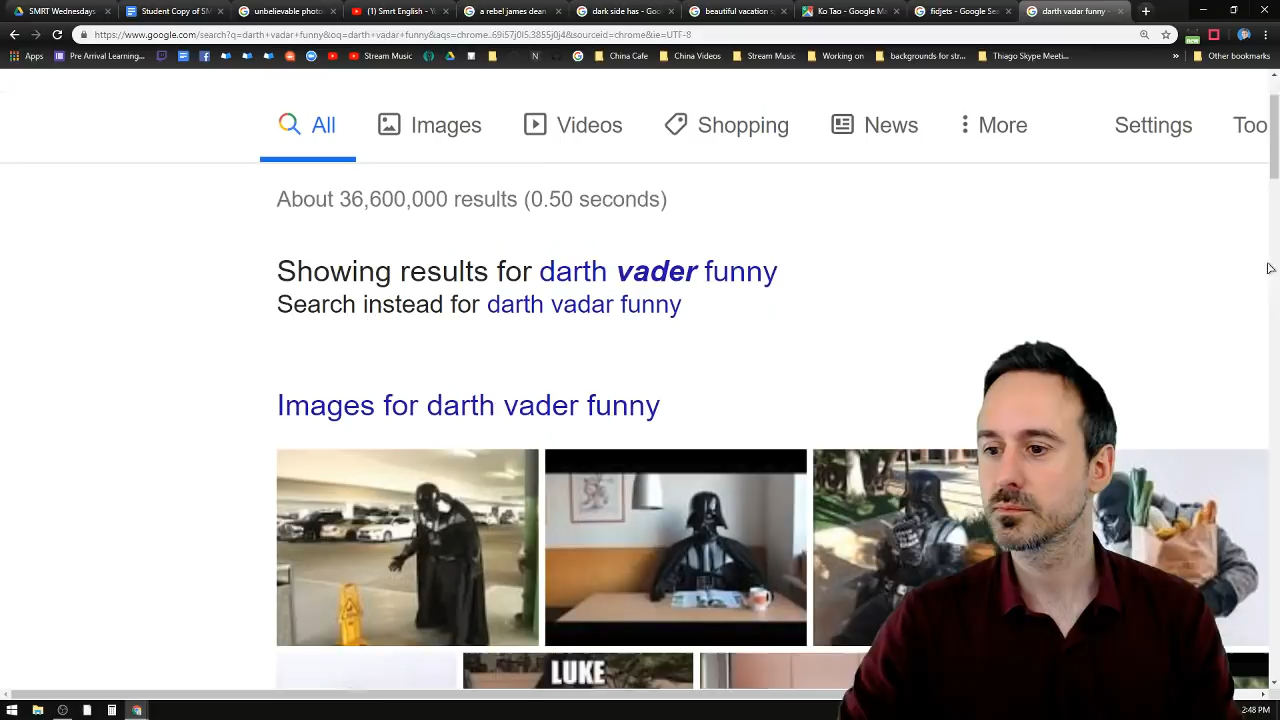 SMRT Wednesdays
Student Copy of SM
unbelievable photo
(1) Smrt English - Y
a rebel james dean
dark side has - Goo
beautiful vacation s
Ko Tao - Google M
fidjets - Google Sea
darth vadar funny -
https://www.google.com/search?q=darth+vadar+funny&oq=darth+vadar+funny&aqs=chrome..69i57j0l5.3855j0j4&sourceid=chrome&ie=UTF-8
new
Apps
Pre Arrival Learning...
Stream Music
China Cafe
China Videos
Stream Music
Working on
backgrounds for str...
Thiago Skype Meeti...
Other bookmarks
All
Images
Videos
Shopping
News
More
Settings
Too
About 36,600,000 results (0.50 seconds)
Showing results for darth vader funny
Search instead for darth vadar funny
Images for darth vader funny
LUKE
2:48 PM